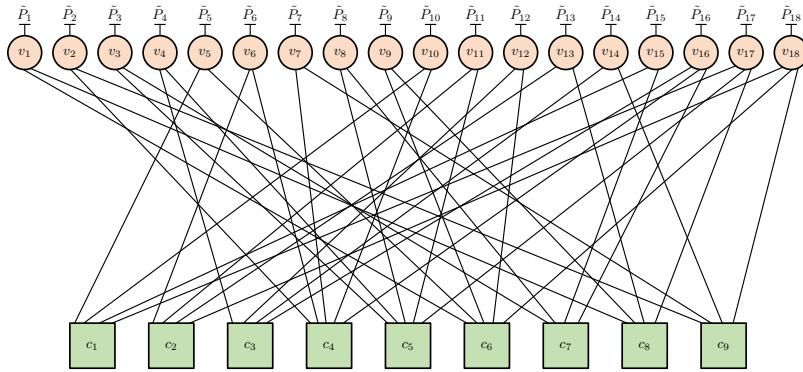 P̃₁ P̃₂ P̃₃ P̃₄ P̃₅ P̃₆ P̃₇ P̃₈ P̃₉ P̃₁₀ P̃₁₁ P̃₁₂ P̃₁₃ P̃₁₄ P̃₁₅ P̃₁₆ P̃₁₇ P̃₁₈
v₁ v₂ v₃ v₄ v₅ v₆ v₇ v₈ v₉ v₁₀ v₁₁ v₁₂ v₁₃ v₁₄ v₁₅ v₁₆ v₁₇ v₁₈
c₁ c₂ c₃ c₄ c₅ c₆ c₇ c₈ c₉